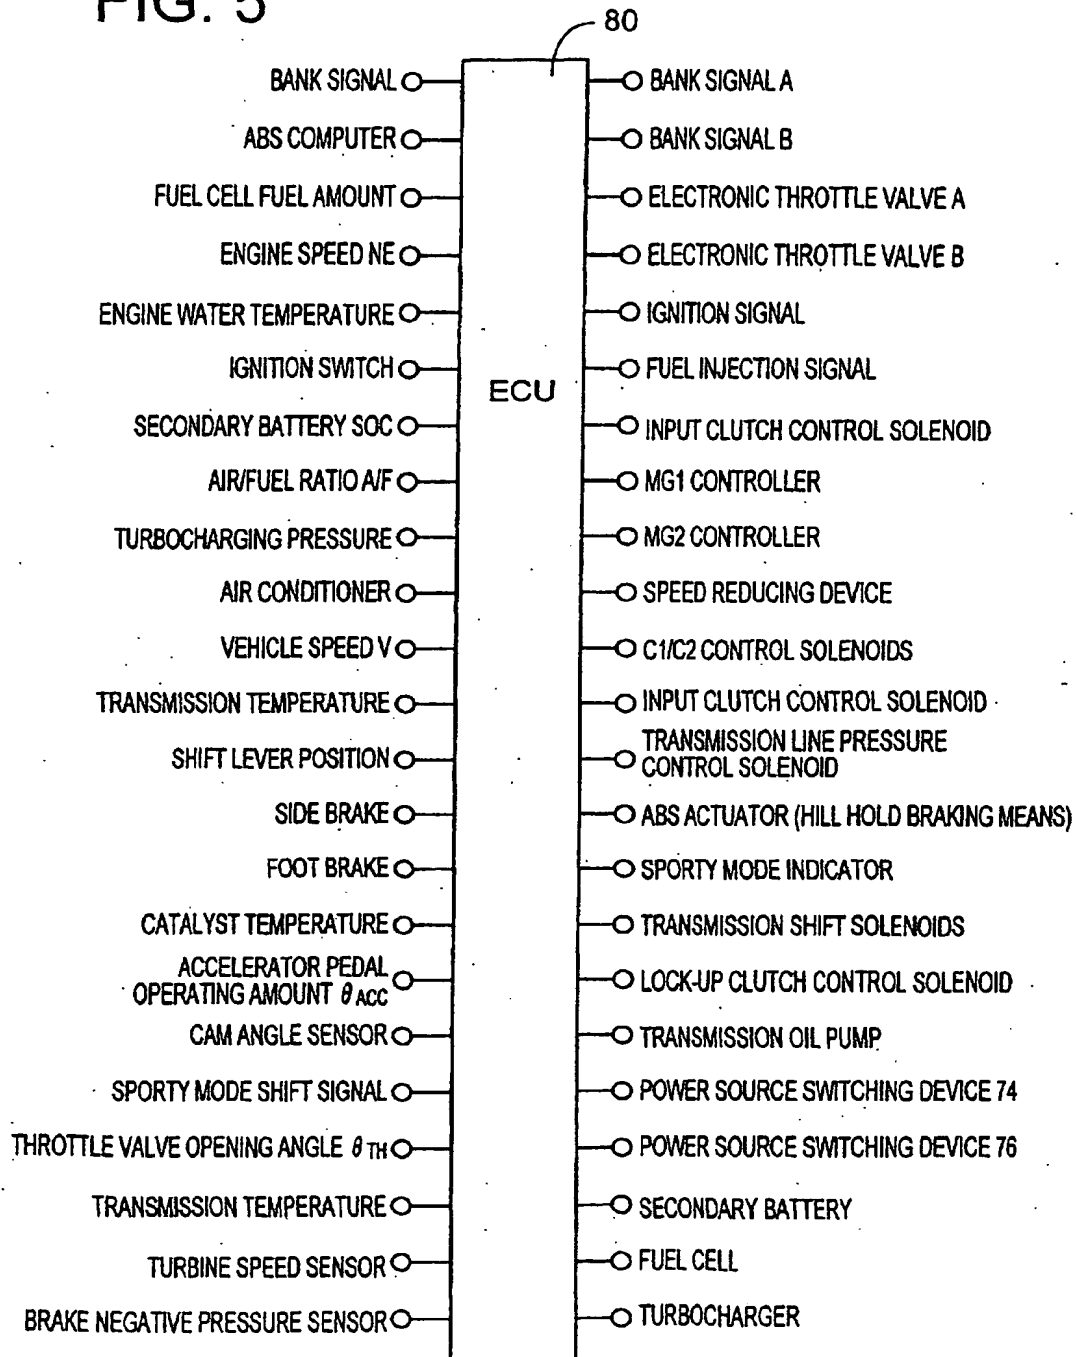 FIG. 5
80
BANK SIGNAL
ABS COMPUTER
FUEL CELL FUEL AMOUNT
ENGINE SPEED NE
ENGINE WATER TEMPERATURE
IGNITION SWITCH
SECONDARY BATTERY SOC
AIR/FUEL RATIO A/F
TURBOCHARGING PRESSURE
AIR CONDITIONER
VEHICLE SPEED V
TRANSMISSION TEMPERATURE
SHIFT LEVER POSITION
SIDE BRAKE
FOOT BRAKE
CATALYST TEMPERATURE
ACCELERATOR PEDAL
OPERATING AMOUNT θ ACC
CAM ANGLE SENSOR
SPORTY MODE SHIFT SIGNAL
THROTTLE VALVE OPENING ANGLE θ TH
TRANSMISSION TEMPERATURE
TURBINE SPEED SENSOR
BRAKE NEGATIVE PRESSURE SENSOR
ECU
BANK SIGNAL A
BANK SIGNAL B
ELECTRONIC THROTTLE VALVE A
ELECTRONIC THROTTLE VALVE B
IGNITION SIGNAL
FUEL INJECTION SIGNAL
INPUT CLUTCH CONTROL SOLENOID
MG1 CONTROLLER
MG2 CONTROLLER
SPEED REDUCING DEVICE
C1/C2 CONTROL SOLENOIDS
INPUT CLUTCH CONTROL SOLENOID
TRANSMISSION LINE PRESSURE
CONTROL SOLENOID
ABS ACTUATOR (HILL HOLD BRAKING MEANS)
SPORTY MODE INDICATOR
TRANSMISSION SHIFT SOLENOIDS
LOCK-UP CLUTCH CONTROL SOLENOID
TRANSMISSION OIL PUMP
POWER SOURCE SWITCHING DEVICE 74
POWER SOURCE SWITCHING DEVICE 76
SECONDARY BATTERY
FUEL CELL
TURBOCHARGER